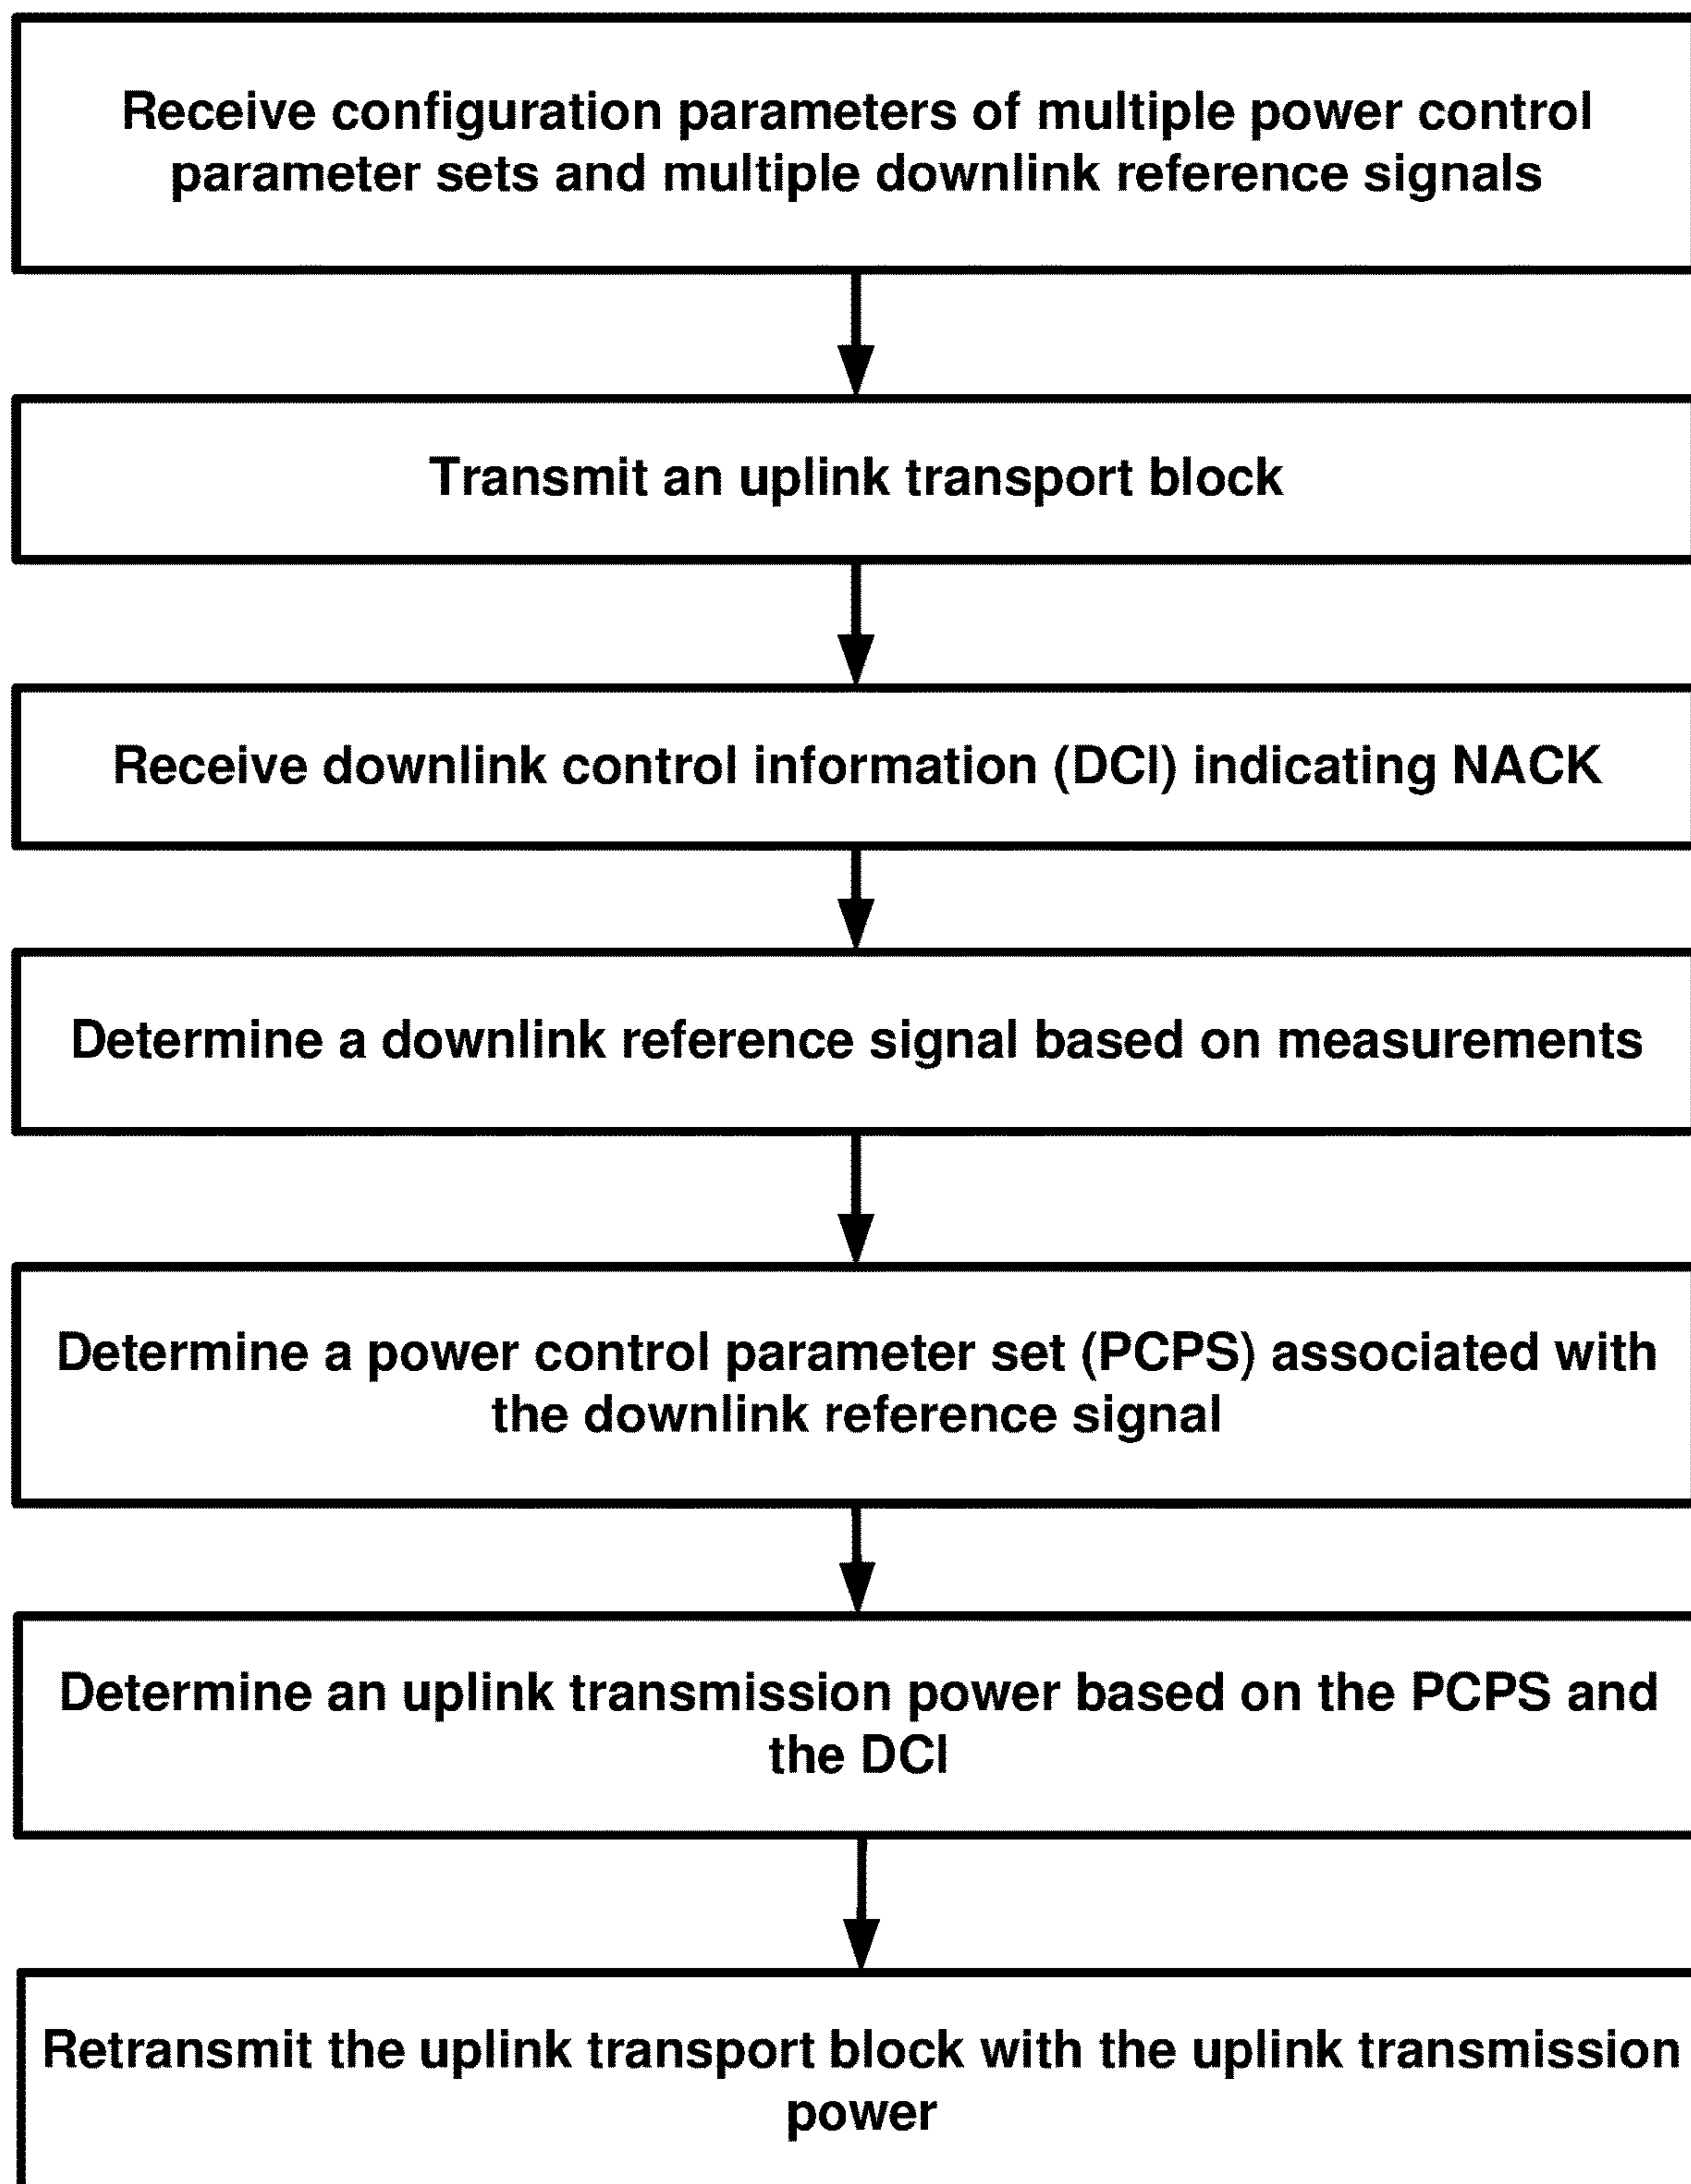 Receive configuration parameters of multiple power control
parameter sets and multiple downlink reference signals
Transmit an uplink transport block
Receive downlink control information (DCI) indicating NACK
Determine a downlink reference signal based on measurements
Determine a power control parameter set (PCPS) associated with
the downlink reference signal
Determine an uplink transmission power based on the PCPS and
the DCI
Retransmit the uplink transport block with the uplink transmission
power